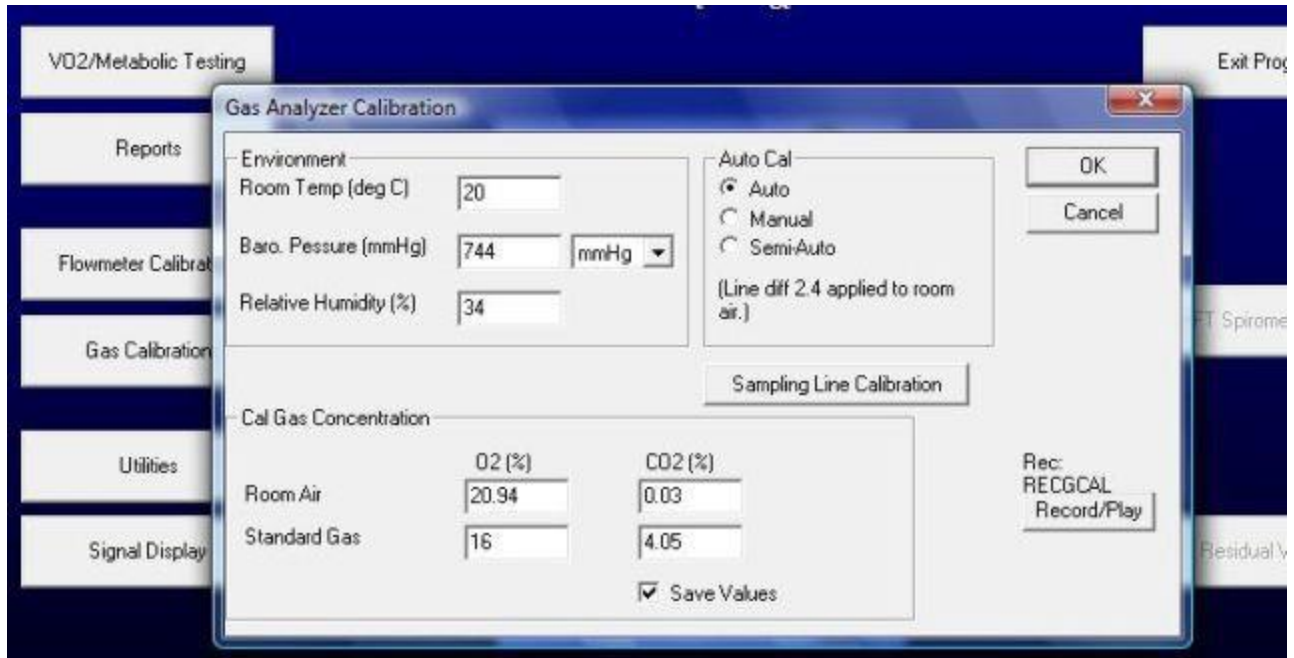 VO2/Metabolic Testing
Exit Prog
Gas Analyzer Calibration
Reports
Environment
Room Temp (deg C)
20
Baro. Pessure (mmHg)
744
mmHg
Relative Humidity (%)
34
Auto Cal
Auto
Manual
Semi-Auto
(Line diff 2.4 applied to room
air.)
OK
Cancel
Flowmeter Calibrat
FT Spirome
Gas Calibration
Sampling Line Calibration
Cal Gas Concentration
O2 (%)
CO2 (%)
Room Air
20.94
0.03
Standard Gas
16
4.05
Save Values
Rec:
RECGCAL
Record/Play
Utilities
Signal Display
Residual V